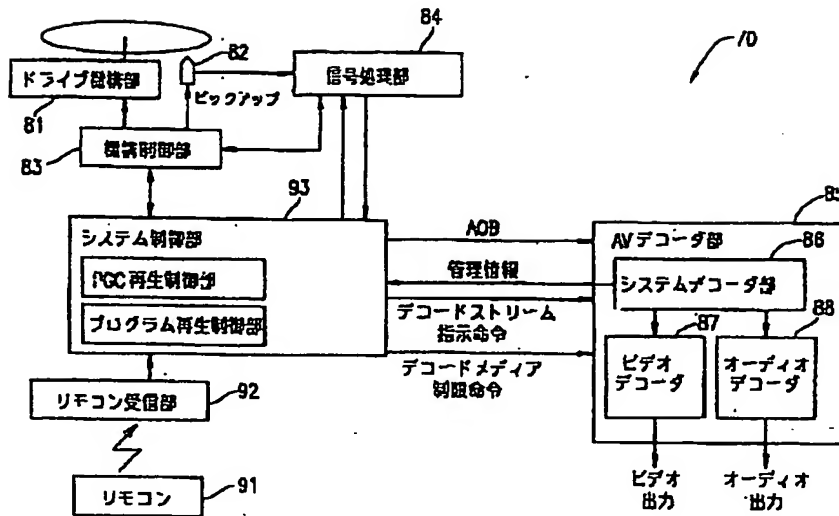 84
82
70
ドライブ機構部
信号処理部
ピックアップ
81
機構制御部
83
93
85
システム制御部
AOB
AVデコーダ部
86
管理情報
PGC再生制御部
システムデコーダ部
プログラム再生制御部
デコードストリーム
指示命令
87
88
デコードメディア
制限命令
ビデオ
デコーダ
オーディオ
デコーダ
リモコン受信部
92
リモコン
91
ビデオ
出力
オーディオ
出力